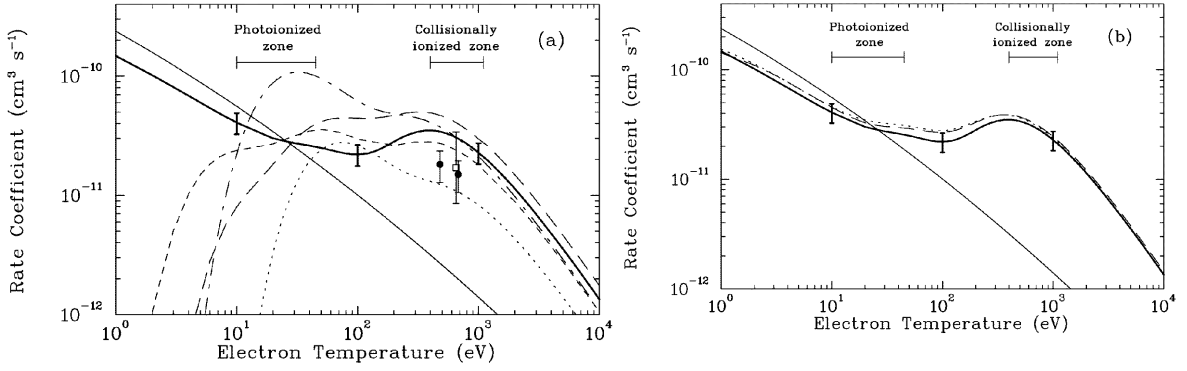 Photoionized
zone
Collisionally
ionized zone
(a)
Rate Coefficient (cm³ s⁻¹)
10⁻¹⁰
10⁻¹¹
10⁻¹²
10⁰ 10¹ 10² 10³ 10⁴
Electron Temperature (eV)
Photoionized
zone
Collisionally
ionized zone
(b)
Rate Coefficient (cm³ s⁻¹)
10⁻¹⁰
10⁻¹¹
10⁻¹²
10⁰ 10¹ 10² 10³ 10⁴
Electron Temperature (eV)